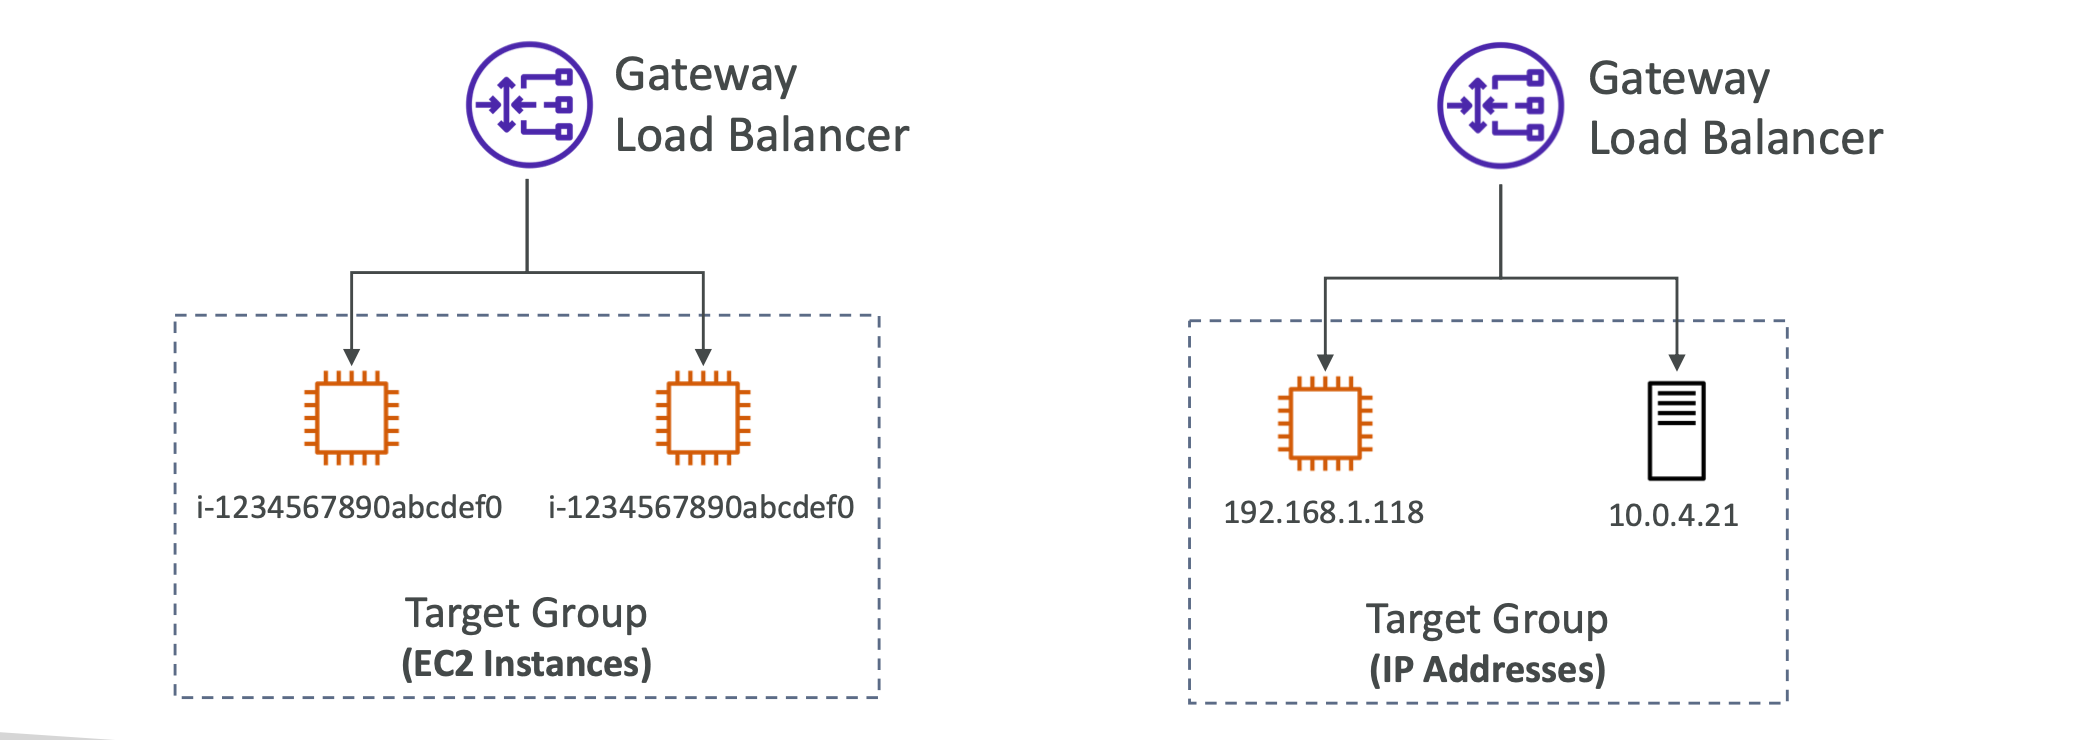 Gateway
Load Balancer
i-1234567890abcdef0
i-1234567890abcdef0
Target Group
(EC2 Instances)
Gateway
Load Balancer
192.168.1.118
10.0.4.21
Target Group
(IP Addresses)